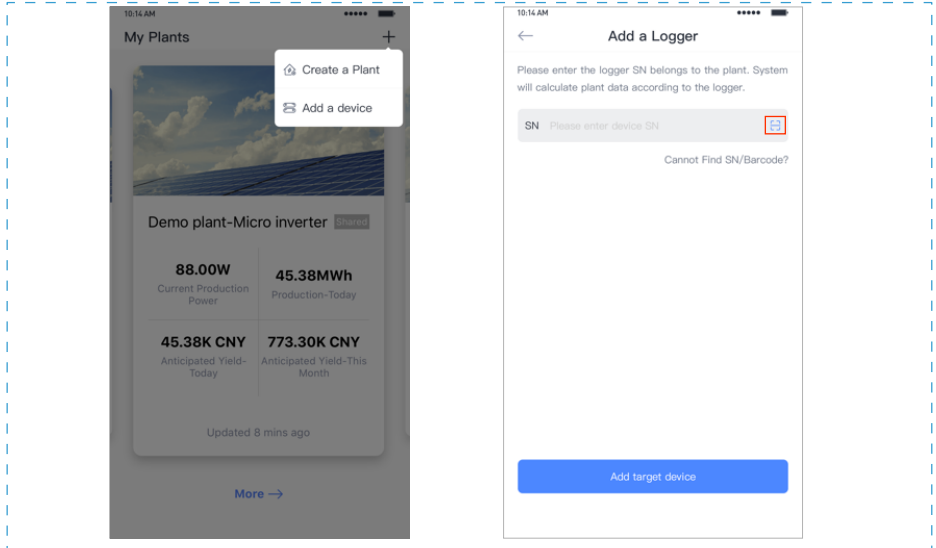 10:14 AM
My Plants
Create a Plant
Add a device
Demo plant-Micro inverter Shared
88.00W
Current Production
Power
45.38MWh
Production-Today
45.38K CNY
Anticipated Yield-
Today
773.30K CNY
Anticipated Yield-This
Month
Updated 8 mins ago
More
10:14 AM
Add a Logger
Please enter the logger SN belongs to the plant. System
will calculate plant data according to the logger.
SN Please enter device SN
Cannot Find SN/Barcode?
Add target device